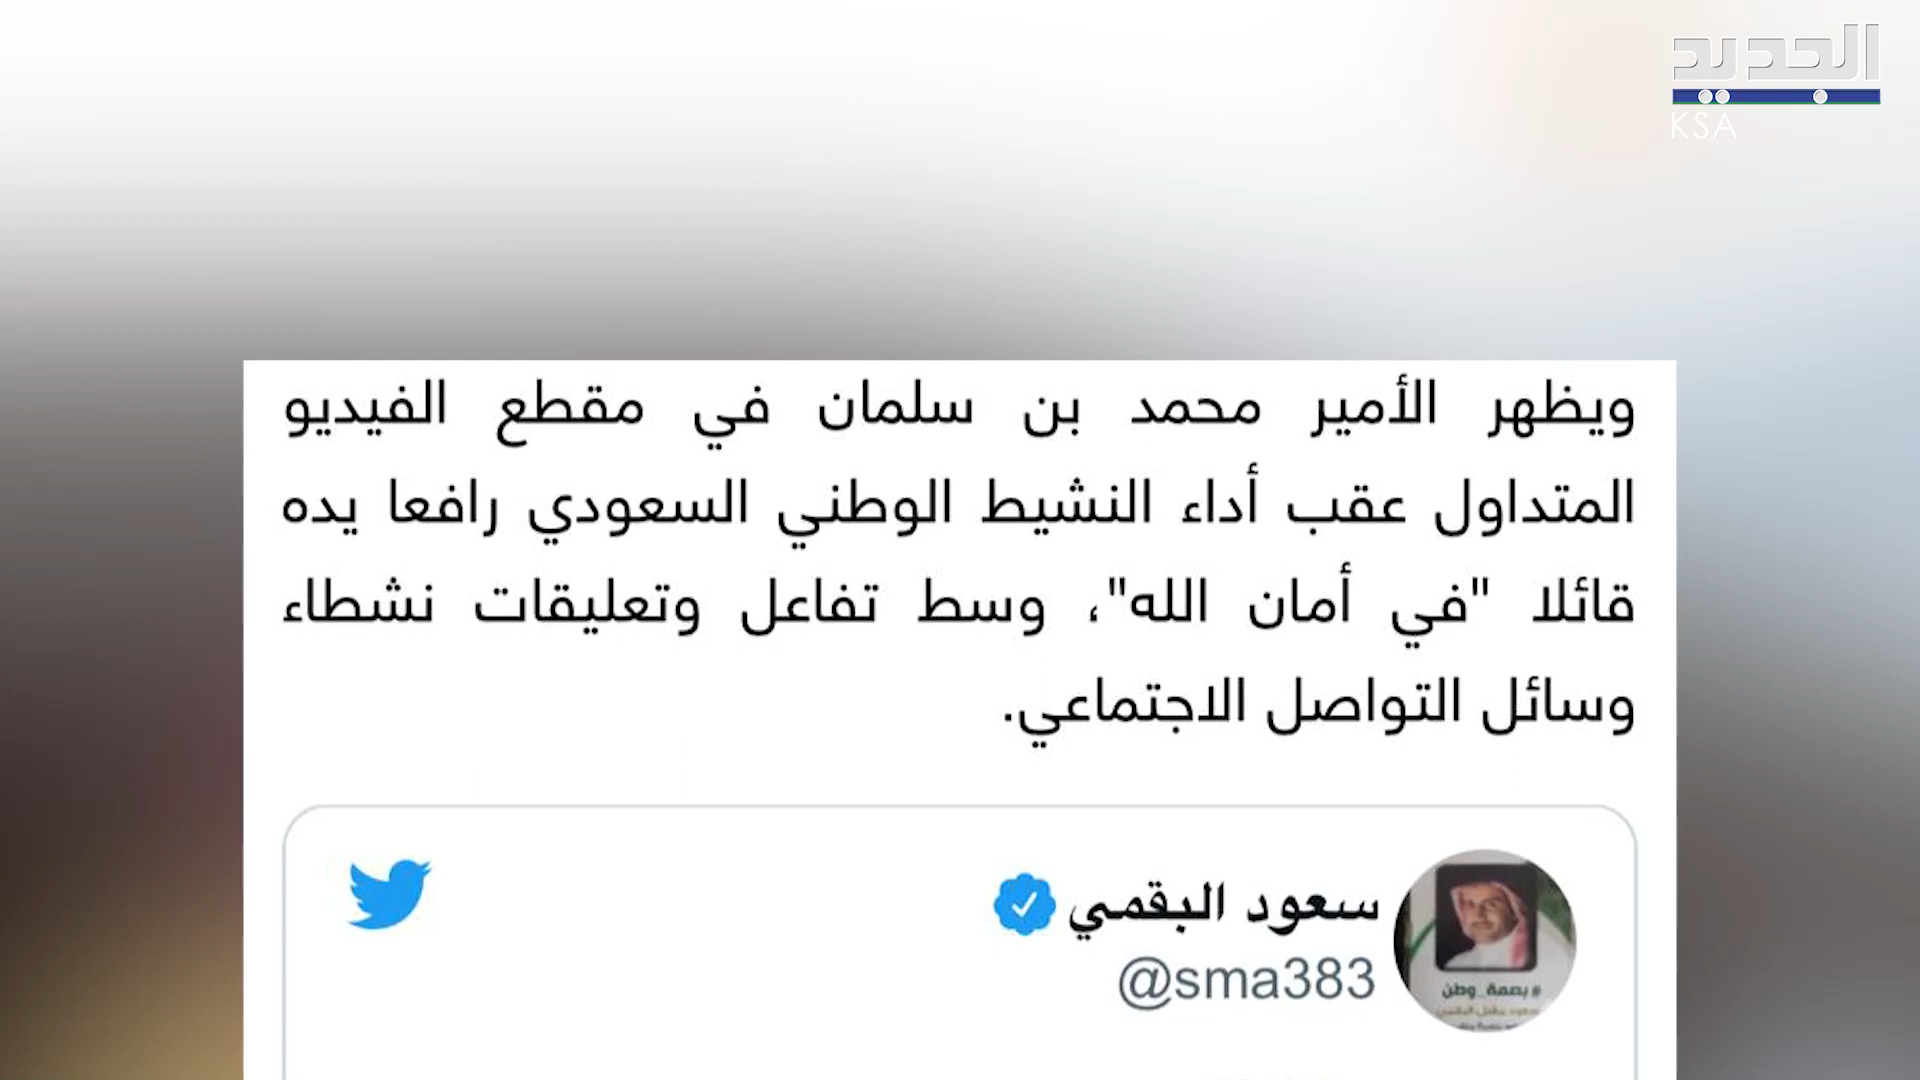 الجديد
KSA
ويظهر الأمير محمد بن سلمان في مقطع الفيديو
المتداول عقب أداء النشيط الوطني السعودي رافعا يده
قائلا "في أمان الله"، وسط تفاعل وتعليقات نشطاء
وسائل التواصل الاجتماعي.
سعود البقمي
@sma383
#بصمة_وطن